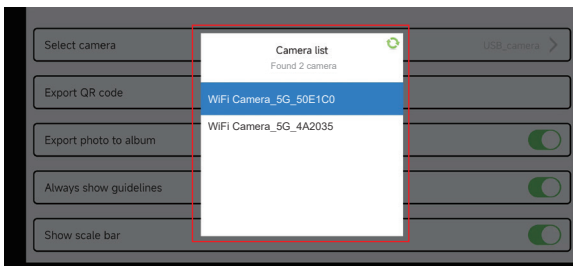 Select camera
USB_camera
Camera list
Found 2 camera
Export QR code
WiFi Camera_5G_50E1C0
WiFi Camera_5G_4A2035
Export photo to album
Always show guidelines
Show scale bar